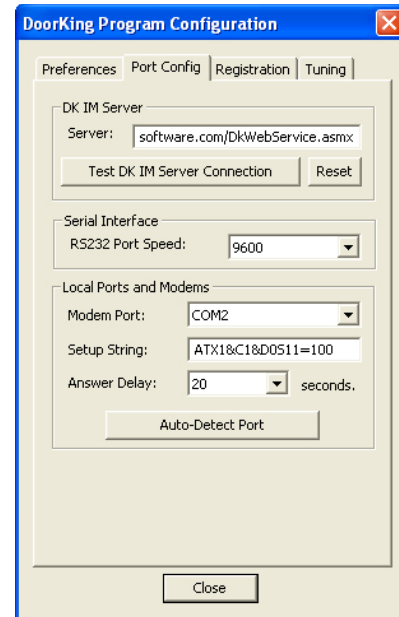 DoorKing Program Configuration
Preferences Port Config Registration Tuning
DK IM Server
Server: software.com/DkWebService.asmx
Test DK IM Server Connection Reset
Serial Interface
RS232 Port Speed: 9600
Local Ports and Modems
Modem Port: COM2
Setup String: ATX1&C1&D0S11=100
Answer Delay: 20 seconds.
Auto-Detect Port
Close